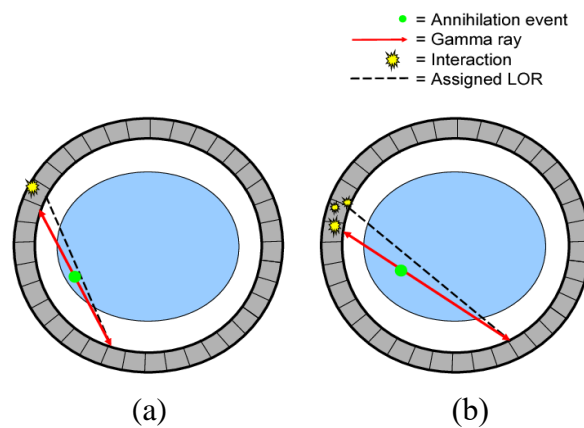 = Annihilation event
= Gamma ray
= Interaction
= Assigned LOR
(a) (b)